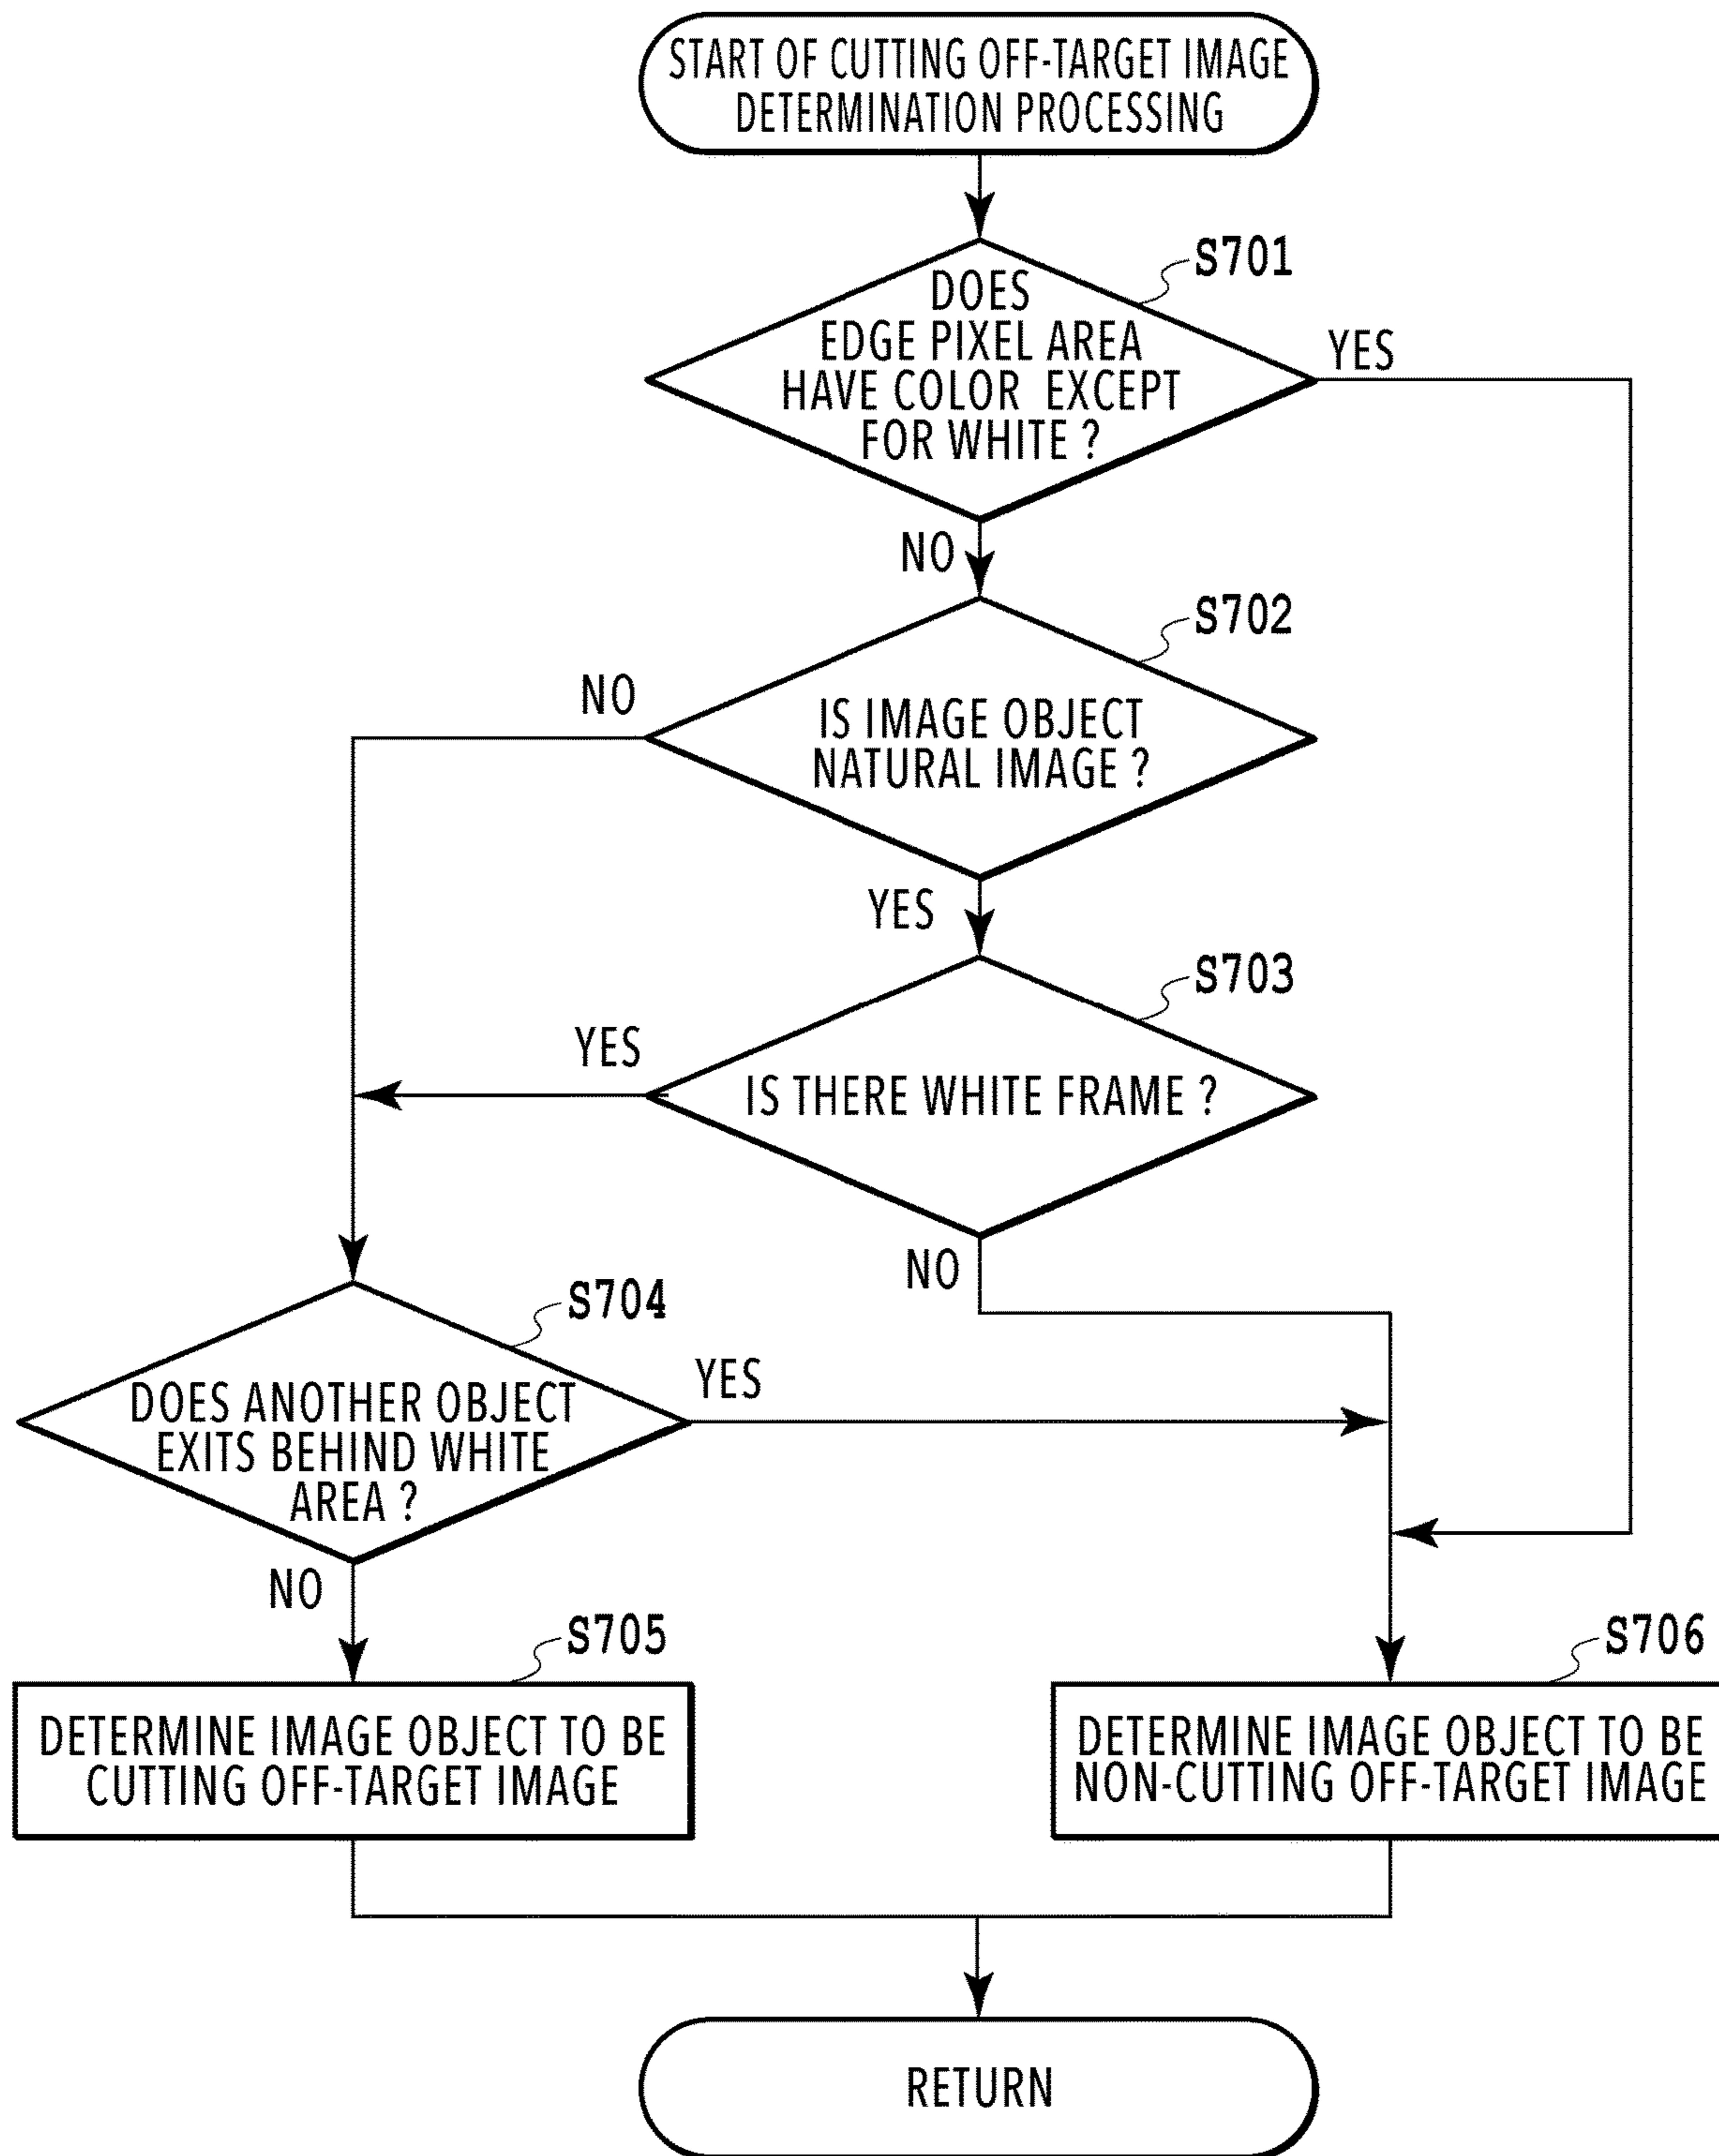 START OF CUTTING OFF-TARGET IMAGE
DETERMINATION PROCESSING
S701
DOES
EDGE PIXEL AREA
HAVE COLOR EXCEPT
FOR WHITE ?
YES
NO
S702
IS IMAGE OBJECT
NATURAL IMAGE ?
NO
YES
S703
IS THERE WHITE FRAME ?
YES
NO
S704
DOES ANOTHER OBJECT
EXITS BEHIND WHITE
AREA ?
YES
NO
S705
DETERMINE IMAGE OBJECT TO BE
CUTTING OFF-TARGET IMAGE
S706
DETERMINE IMAGE OBJECT TO BE
NON-CUTTING OFF-TARGET IMAGE
RETURN